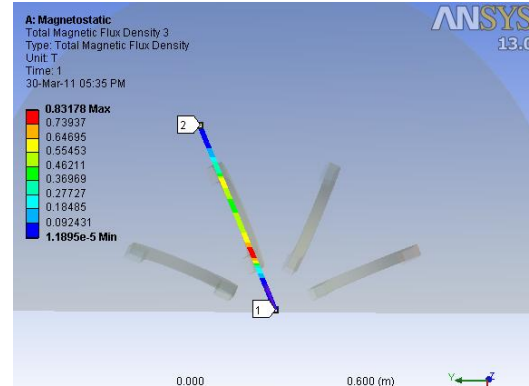 A: Magnetostatic
Total Magnetic Flux Density 3
Type: Total Magnetic Flux Density
Unit: T
Time: 1
30-Mar-11 05:35 PM
0.83178 Max
0.73937
0.64695
0.55453
0.46211
0.36969
0.27727
0.18485
0.092431
1.1895e-5 Min
ANSYS
13.0
2
1
0.000
0.600 (m)
Y
Z